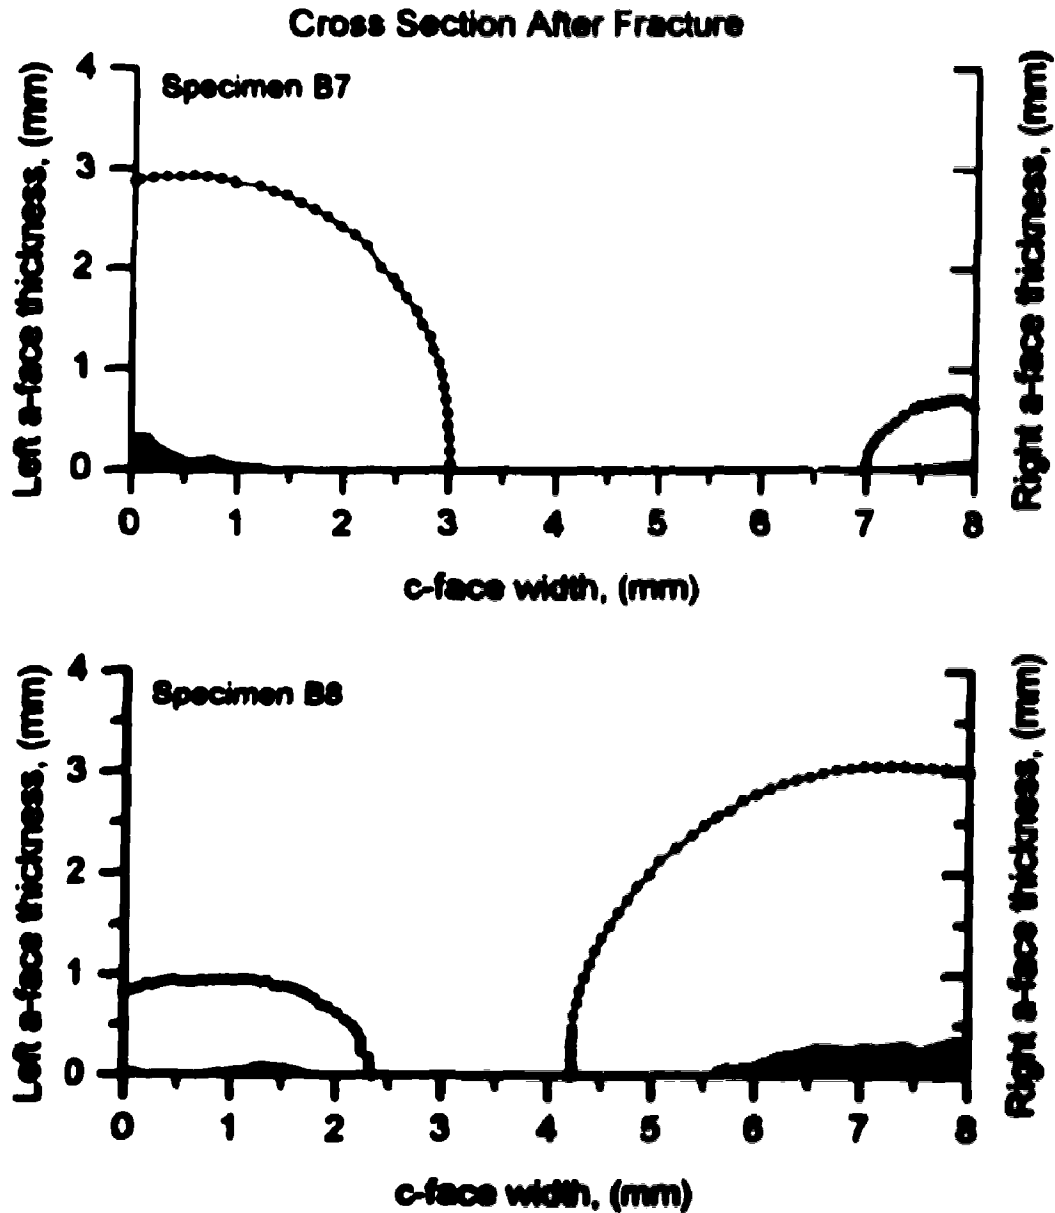 Cross Section After Fracture
Specimen B7
Left a-face thickness, (mm)
4
3
2
1
0
Right a-face thickness, (mm)
0 1 2 3 4 5 6 7 8
c-face width, (mm)
Specimen B8
Left a-face thickness, (mm)
4
3
2
1
0
Right a-face thickness, (mm)
0 1 2 3 4 5 6 7 8
c-face width, (mm)